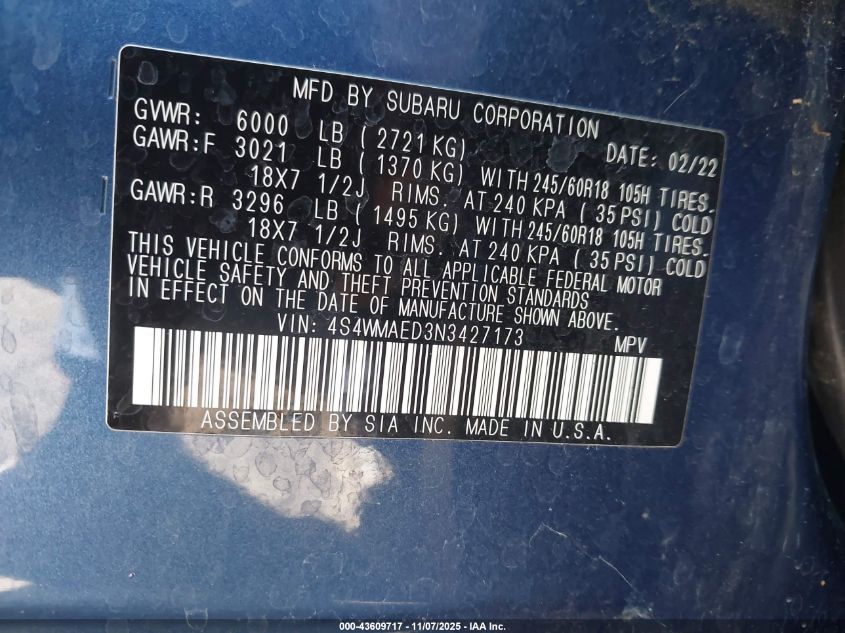 MFD BY SUBARU CORPORATION
GVWR: 6000 LB ( 2721 KG) DATE: 02/22
GAWR:F 3021 LB ( 1370 KG) WITH 245/60R18 105H TIRES.
18X7 1/2J RIMS. AT 240 KPA ( 35 PSI) COLD
GAWR:R 3296 LB ( 1495 KG) WITH 245/60R18 105H TIRES.
18X7 1/2J RIMS. AT 240 KPA ( 35 PSI) COLD
THIS VEHICLE CONFORMS TO ALL APPLICABLE FEDERAL MOTOR
VEHICLE SAFETY AND THEFT PREVENTION STANDARDS
IN EFFECT ON THE DATE OF MANUFACTURE SHOWN ABOVE.
VIN: 4S4WMAED3N3427173 MPV
ASSEMBLED BY SIA INC. MADE IN U.S.A.
000-43609717 - 11/07/2025 - IAA Inc.